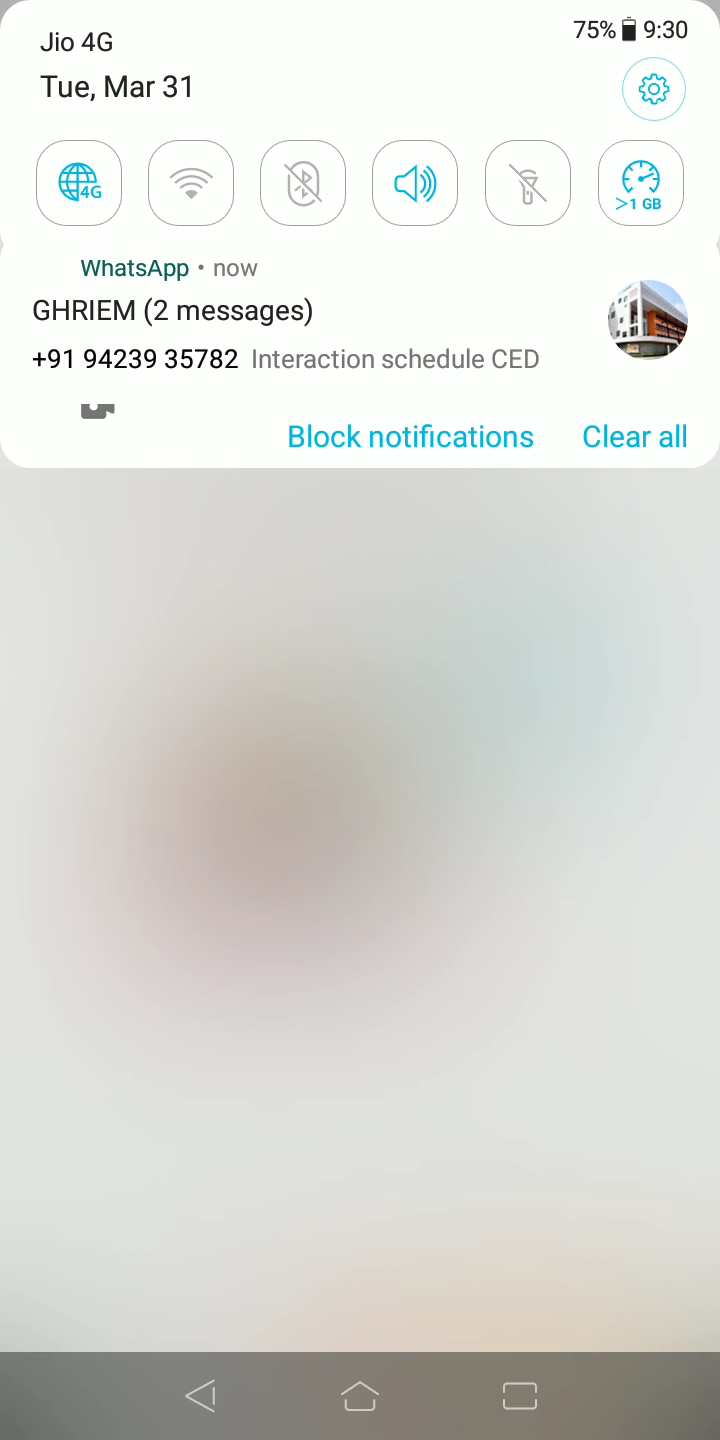 75% 9:30
Jio 4G
Tue, Mar 31
4G
>1 GB
WhatsApp • now
GHRIEM (2 messages)
+91 94239 35782 Interaction schedule CED
Block notifications Clear all